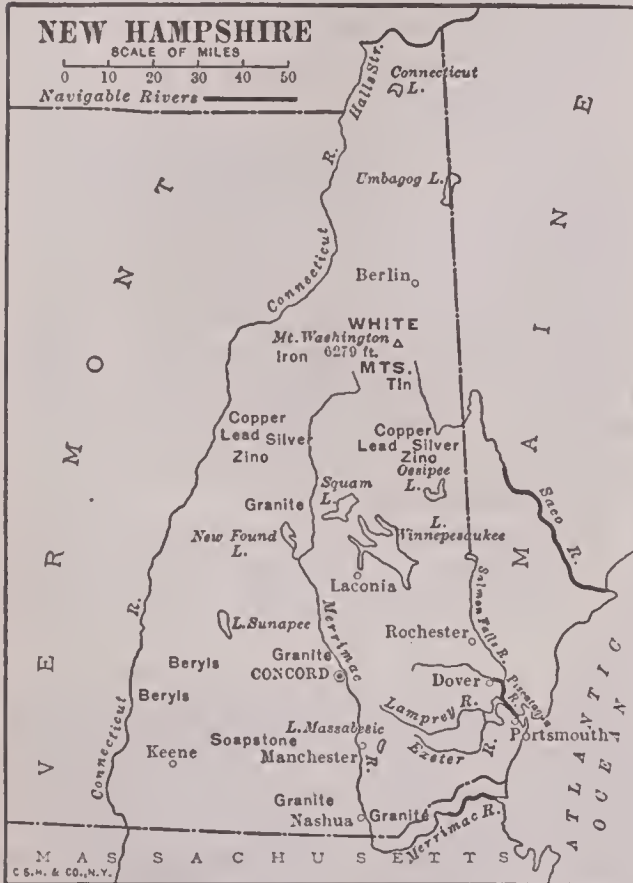 NEW HAMPSHIRE
SCALE OF MILES
0 10 20 30 40 50
Navigable Rivers
Halls Str.
Connecticut
L.
Umbagog L.
Connecticut R.
Berlin
WHITE
Mt. Washington
Iron 6279 ft.
MTS.
Tin
VERMONT
MAINE
Copper
Lead Silver
Zino
Copper
Lead Silver
Zino
Ossipee
L.
Squam
L.
Granite
New Found
L.
L.
Winnepesaukee
Saco R.
Laconia
L. Sunapee
Merrimac R.
Salmon Falls R.
Rochester
Beryls
Granite
CONCORD
Dover
Piscataqua
R.
Beryls
Lamprey R.
Portsmouth
Connecticut R.
L. Massabesic
Soapstone
Manchester
Exeter R.
Keene
Granite
Nashua
Granite
Merrimac R.
ATLANTIC
OCEAN
MASSACHUSETTS
C.S.H. & CO., N.Y.